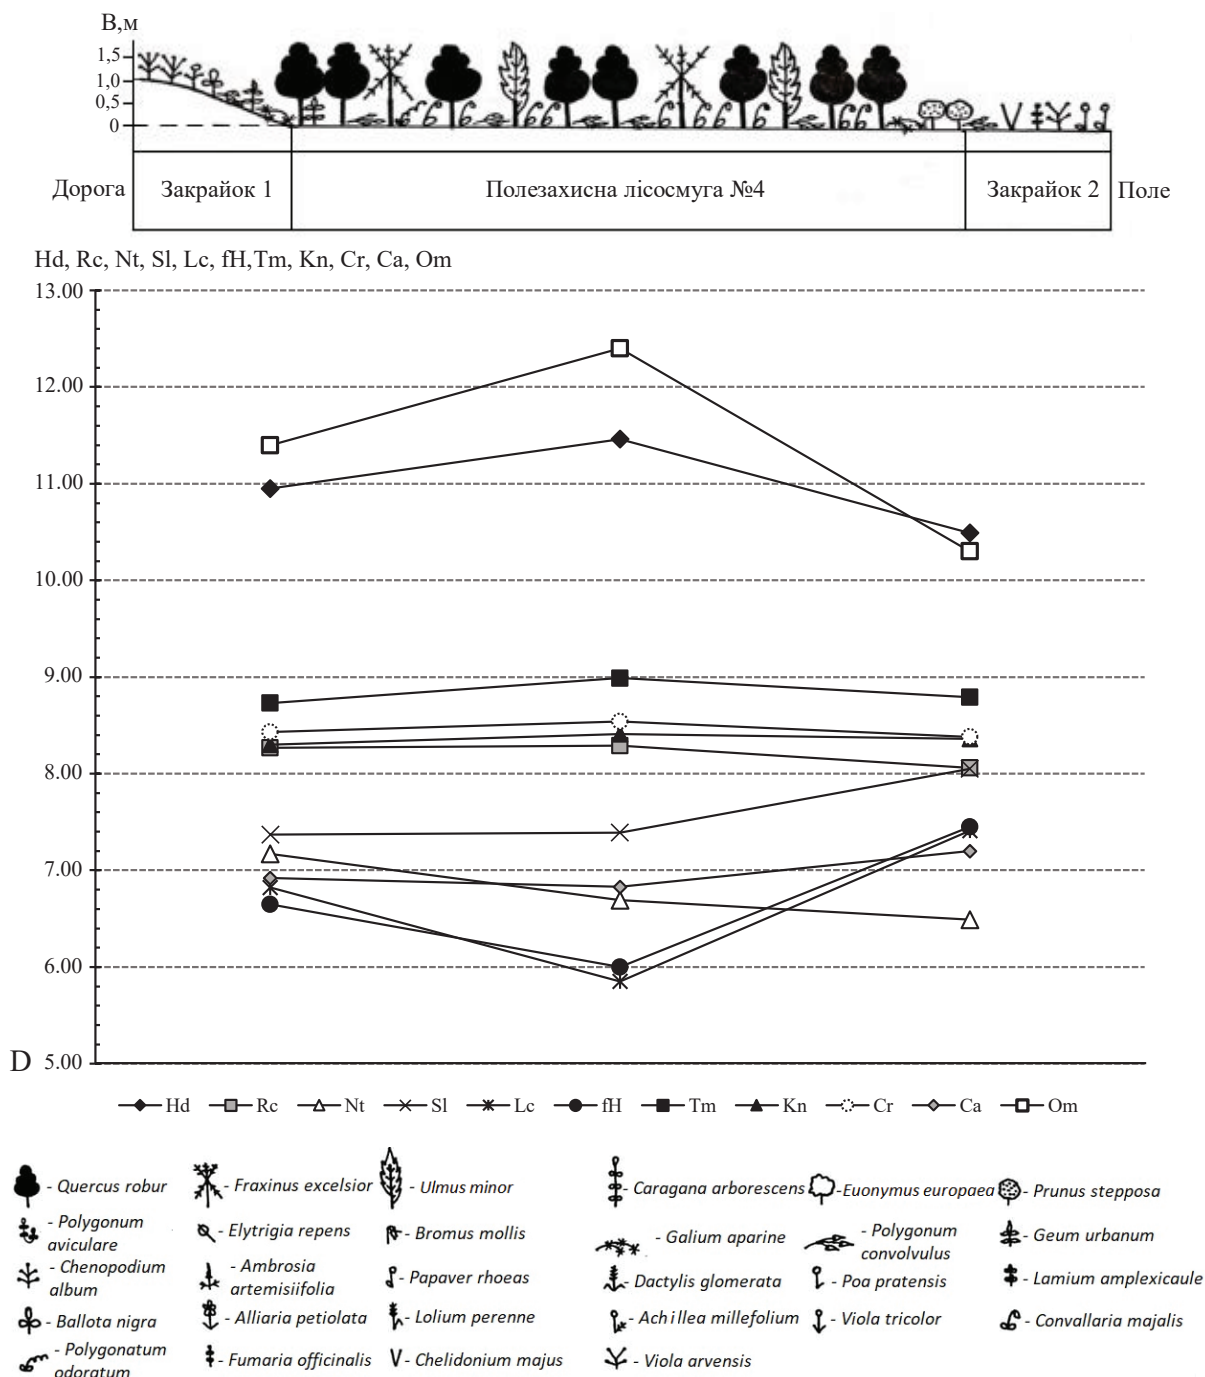 В,м
1,5
1,0
0,5
0
Дорога
Закрайок 1
Полезахисна лісосмуга №4
Закрайок 2
Поле
Hd, Rc, Nt, Sl, Lc, fH,Tm, Kn, Cr, Ca, Om
13.00
12.00
11.00
10.00
9.00
8.00
7.00
6.00
D 5.00
Hd Rc Nt Sl Lc fH Tm Kn Cr Ca Om
- Quercus robur
- Fraxinus excelsior
- Ulmus minor
- Caragana arborescens
- Euonymus europaea
- Prunus stepposa
- Polygonum
aviculare
- Elytrigia repens
- Bromus mollis
- Galium aparine
- Polygonum
convolvulus
- Geum urbanum
- Chenopodium
album
- Ambrosia
artemisiifolia
- Papaver rhoeas
- Dactylis glomerata
- Poa pratensis
- Lamium amplexicaule
- Ballota nigra
- Alliaria petiolata
- Lolium perenne
- Achillea millefolium
- Viola tricolor
- Convallaria majalis
- Polygonatum
odoratum
- Fumaria officinalis
- Chelidonium majus
- Viola arvensis